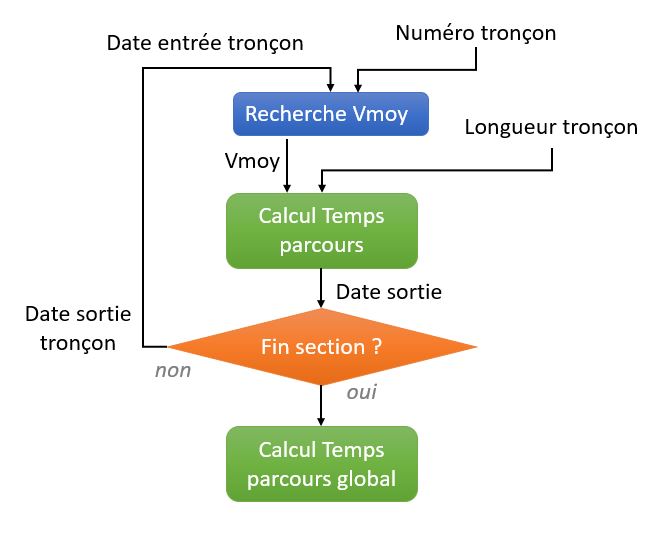 Numéro tronçon
Date entrée tronçon
Recherche Vmoy
Longueur tronçon
Vmoy
Calcul Temps
parcours
Date sortie
Date sortie
tronçon
Fin section ?
non
oui
Calcul Temps
parcours global